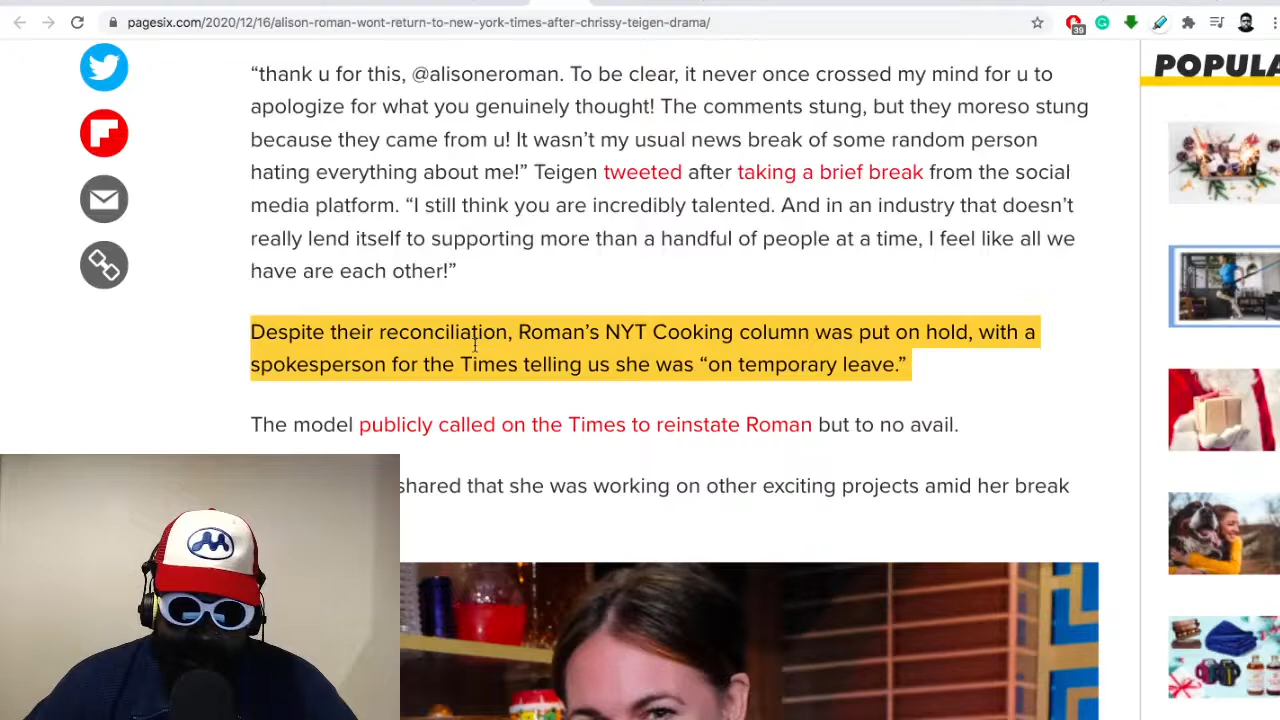 pagesix.com/2020/12/16/alison-roman-wont-return-to-new-york-times-after-chrissy-teigen-drama/
39
POPULA
“thank u for this, @alisoneroman. To be clear, it never once crossed my mind for u to
apologize for what you genuinely thought! The comments stung, but they moreso stung
because they came from u! It wasn’t my usual news break of some random person
hating everything about me!” Teigen tweeted after taking a brief break from the social
media platform. “I still think you are incredibly talented. And in an industry that doesn’t
really lend itself to supporting more than a handful of people at a time, I feel like all we
have are each other!”
Despite their reconciliation, Roman’s NYT Cooking column was put on hold, with a
spokesperson for the Times telling us she was “on temporary leave.”
The model publicly called on the Times to reinstate Roman but to no avail.
shared that she was working on other exciting projects amid her break
M